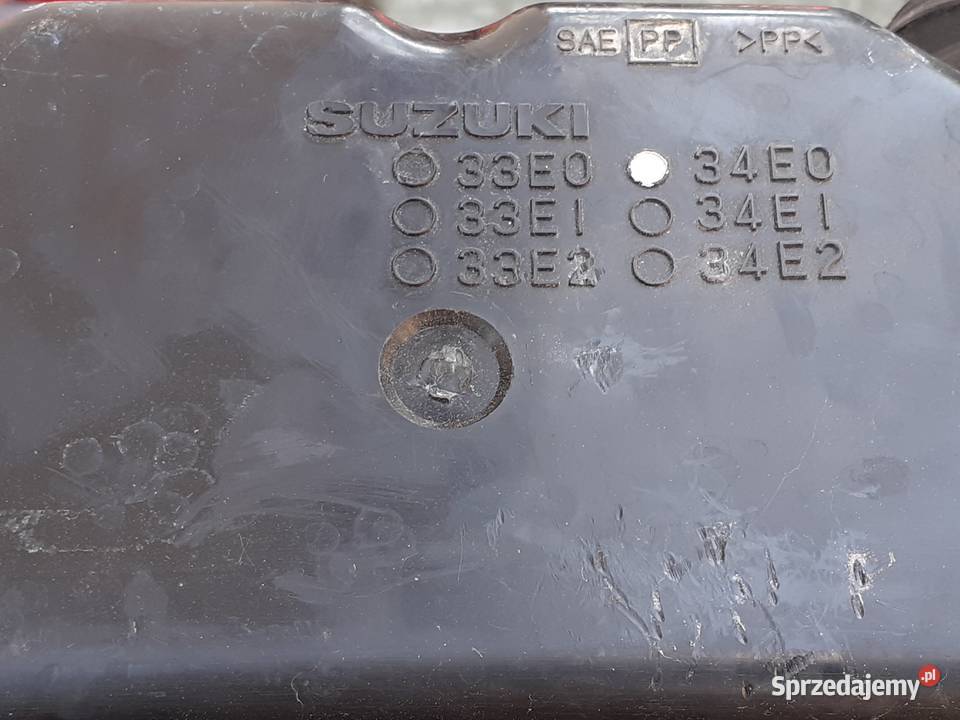 SAE PP >PP<
SUZUKI
33E0 34E0
33E1 34E1
33E2 34E2
Sprzedajemy.pl